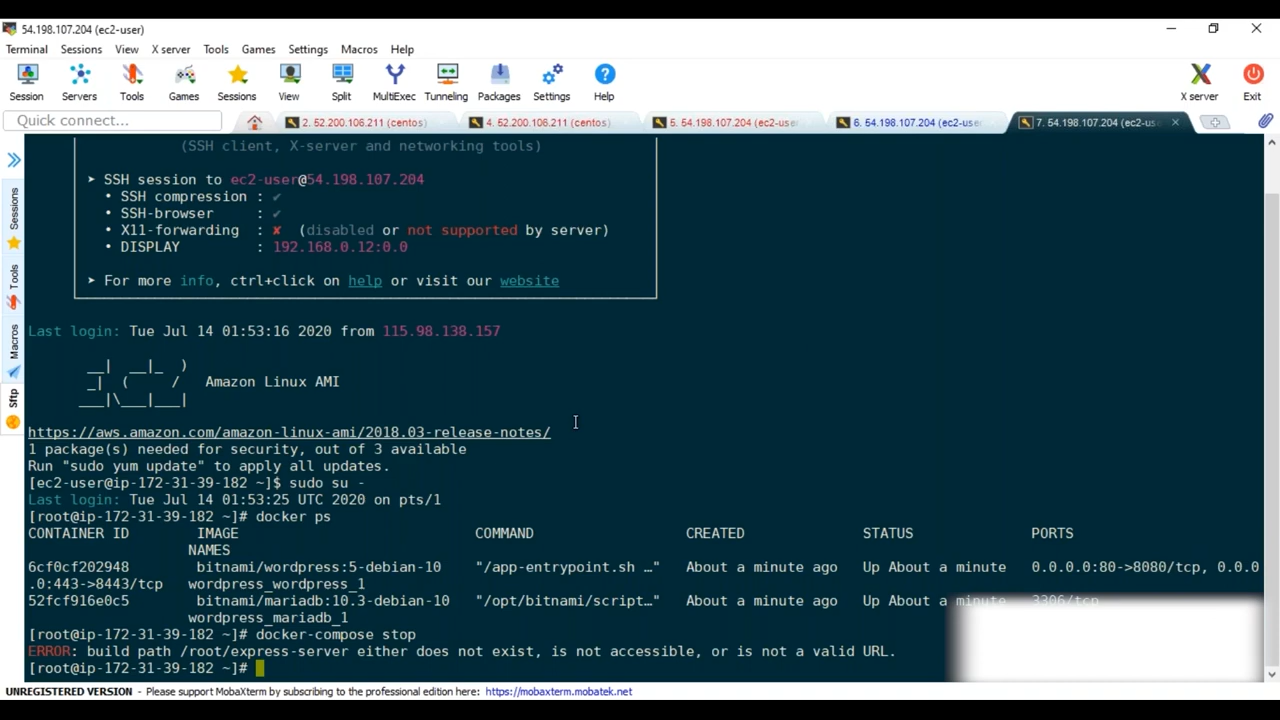 54.198.107.204 (ec2-user)
Terminal Sessions View X server Tools Games Settings Macros Help
Session Servers Tools Games Sessions View Split MultiExec Tunneling Packages Settings Help X server Exit
Quick connect... 2. 52.200.106.211 (centos) 4. 52.200.106.211 (centos) 5. 54.198.107.204 (ec2-use 6. 54.198.107.204 (ec2-use 7. 54.198.107.204 (ec2-use
Sessions
Tools
Macros
Sftp
(SSH client, X-server and networking tools)
➤ SSH session to ec2-user@54.198.107.204
• SSH compression : ✔
• SSH-browser : ✔
• X11-forwarding : ✘ (disabled or not supported by server)
• DISPLAY : 192.168.0.12:0.0
➤ For more info, ctrl+click on help or visit our website
Last login: Tue Jul 14 01:53:16 2020 from 115.98.138.157
__| __|_ )
_| ( / Amazon Linux AMI
___|\___|___|
https://aws.amazon.com/amazon-linux-ami/2018.03-release-notes/
1 package(s) needed for security, out of 3 available
Run "sudo yum update" to apply all updates.
[ec2-user@ip-172-31-39-182 ~]$ sudo su -
Last login: Tue Jul 14 01:53:25 UTC 2020 on pts/1
[root@ip-172-31-39-182 ~]# docker ps
CONTAINER ID IMAGE COMMAND CREATED STATUS PORTS
NAMES
6cf0cf202948 bitnami/wordpress:5-debian-10 "/app-entrypoint.sh …" About a minute ago Up About a minute 0.0.0.0:80->8080/tcp, 0.0.0
.0:443->8443/tcp wordpress_wordpress_1
52fcf916e0c5 bitnami/mariadb:10.3-debian-10 "/opt/bitnami/script…" About a minute ago Up About a minute 3306/tcp
wordpress_mariadb_1
[root@ip-172-31-39-182 ~]# docker-compose stop
ERROR: build path /root/express-server either does not exist, is not accessible, or is not a valid URL.
[root@ip-172-31-39-182 ~]#
UNREGISTERED VERSION - Please support MobaXterm by subscribing to the professional edition here: https://mobaxterm.mobatek.net